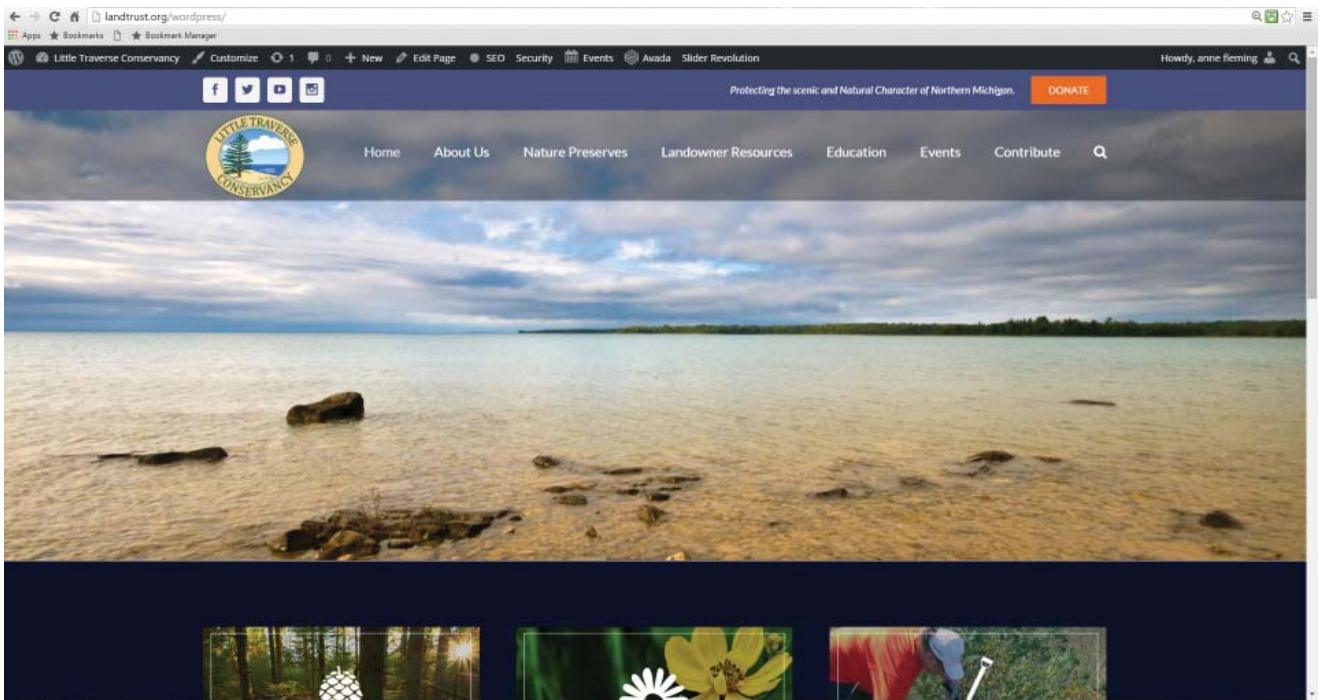 landtrust.org/wordpress/
Apps Bookmarks Bookmark Manager
Little Traverse Conservancy Customize 1 0 New Edit Page SEO Security Events Avada Slider Revolution Howdy, anne fleming
f Protecting the scenic and Natural Character of Northern Michigan. DONATE
LITTLE TRAVERSE
CONSERVANCY
Home About Us Nature Preserves Landowner Resources Education Events Contribute